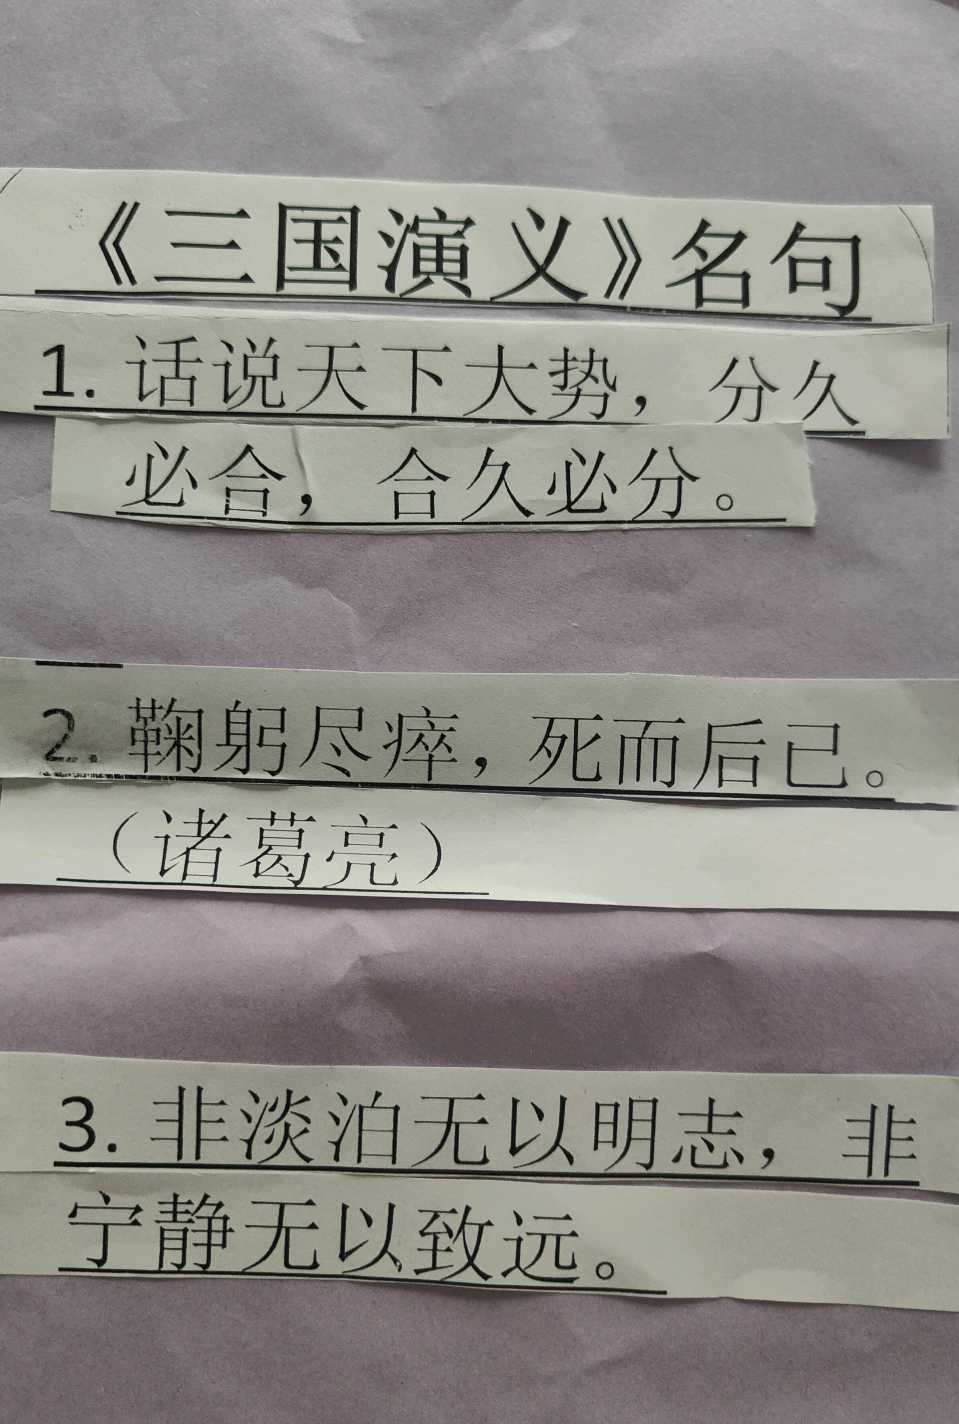 《三国演义》名句
1. 话说天下大势，分久
必合，合久必分。
2. 鞠躬尽瘁，死而后己。
（诸葛亮）
3. 非淡泊无以明志，非
宁静无以致远。